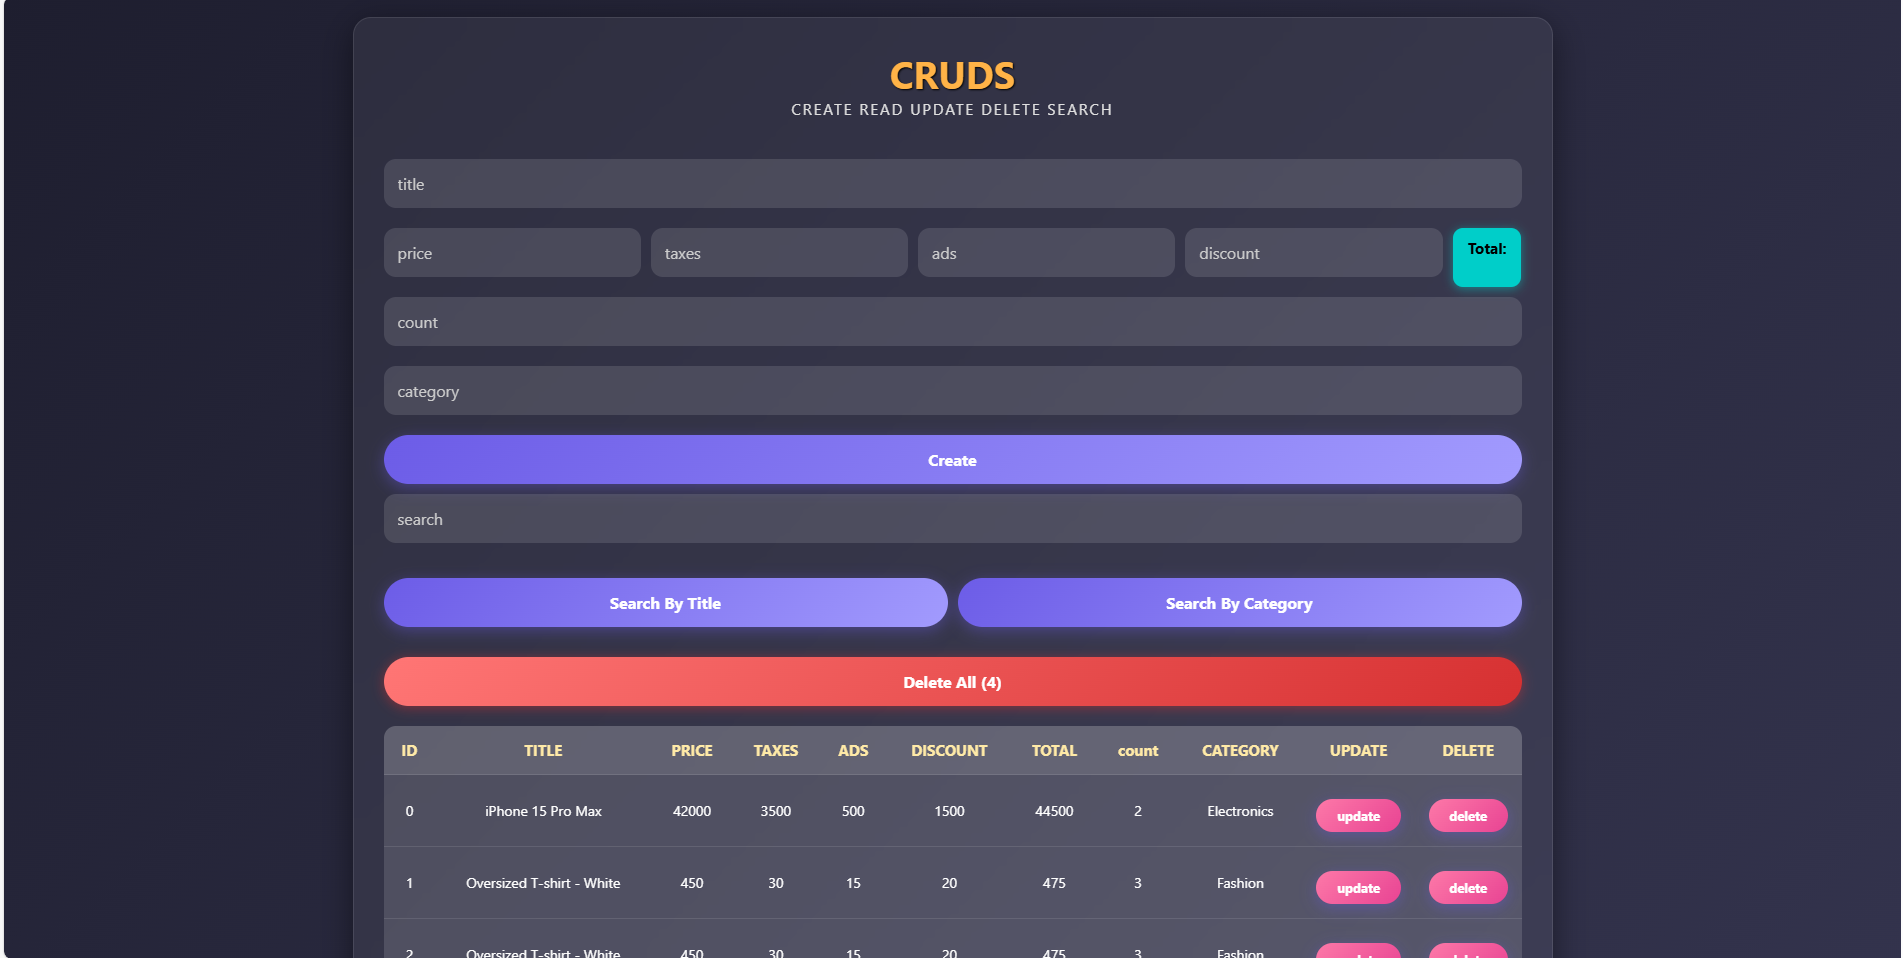 CRUDS
CREATE READ UPDATE DELETE SEARCH
title
price taxes ads discount Total:
count
category
Create
search
Search By Title Search By Category
Delete All (4)
ID TITLE PRICE TAXES ADS DISCOUNT TOTAL count CATEGORY UPDATE DELETE
0 iPhone 15 Pro Max 42000 3500 500 1500 44500 2 Electronics update delete
1 Oversized T-shirt - White 450 30 15 20 475 3 Fashion update delete
2 Oversized T-shirt - White 450 30 15 20 475 3 Fashion